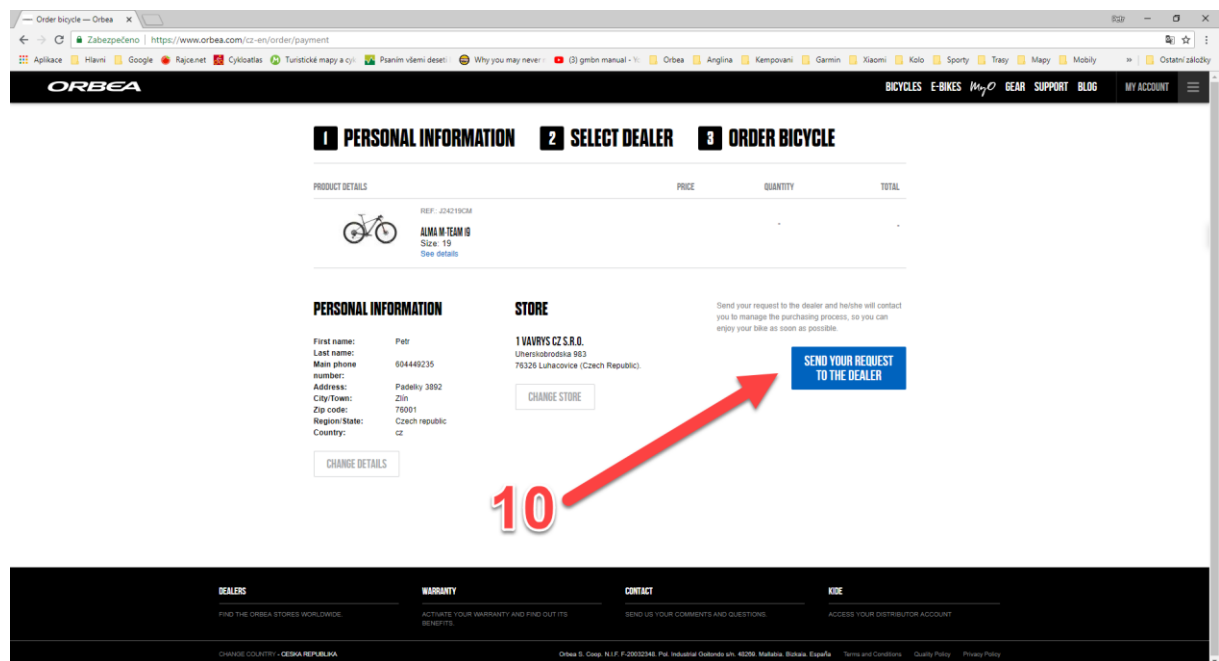 Order bicycle — Orbea
Zabezpečeno | https://www.orbea.com/cz-en/order/payment
Aplikace Hlavni Google Rajce.net Cykloatlas Turistické mapy a cyk Psaním všemi deseti Why you may never (3) gmbn manual - Yo Orbea Anglina Kempovani Garmin Xiaomi Kolo Sporty Trasy Mapy Mobily » Ostatní záložky
ORBEA BICYCLES E-BIKES MyO GEAR SUPPORT BLOG MY ACCOUNT
1 PERSONAL INFORMATION 2 SELECT DEALER 3 ORDER BICYCLE
PRODUCT DETAILS PRICE QUANTITY TOTAL
REF.: J24219CM
ALMA M-TEAM I9 - -
Size: 19
See details
PERSONAL INFORMATION
First name: Petr
Last name:
Main phone number: 604449235
Address: Padelky 3892
City/Town: Zlín
Zip code: 76001
Region/State: Czech republic
Country: cz
CHANGE DETAILS
STORE
1 VAVRYS CZ S.R.O.
Uherskobrodska 983
76326 Luhacovice (Czech Republic).
CHANGE STORE
Send your request to the dealer and he/she will contact
you to manage the purchasing process, so you can
enjoy your bike as soon as possible.
SEND YOUR REQUEST
TO THE DEALER
10
DEALERS
FIND THE ORBEA STORES WORLDWIDE.
WARRANTY
ACTIVATE YOUR WARRANTY AND FIND OUT ITS
BENEFITS.
CONTACT
SEND US YOUR COMMENTS AND QUESTIONS.
KIDE
ACCESS YOUR DISTRIBUTOR ACCOUNT
CHANGE COUNTRY - ČESKÁ REPUBLIKA
Orbea S. Coop. N.I.F. F-20032348. Pol. Industrial Goitondo s/n. 48269. Mallabia. Bizkaia. España Terms and Conditions Quality Policy Privacy Policy